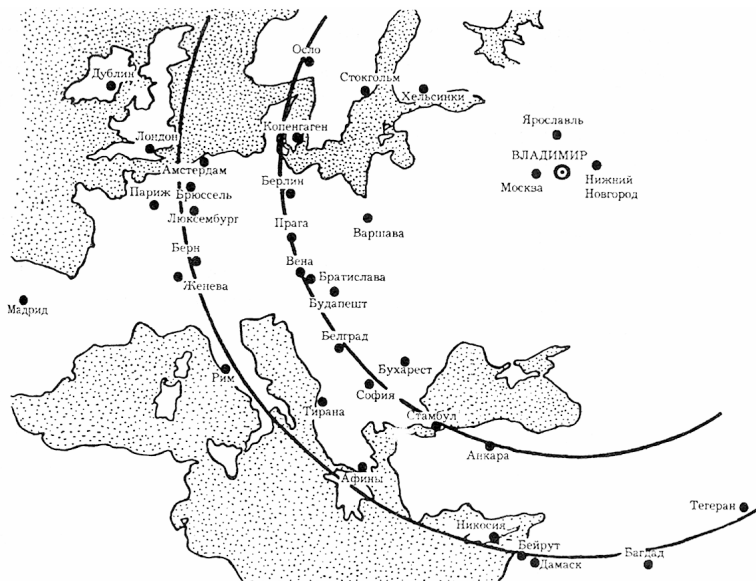 Осло
Дублин
Стокгольм
Хельсинки
Ярославль
Копенгаген
Лондон
ВЛАДИМИР
Амстердам
Москва
Нижний
Новгород
Берлин
Париж
Брюссель
Люксембург
Прага
Варшава
Берн
Вена
Братислава
Женева
Будапешт
Мадрид
Белград
Бухарест
Рим
София
Тирана
Стамбул
Анкара
Афины
Тегеран
Никосия
Бейрут
Багдад
Дамаск